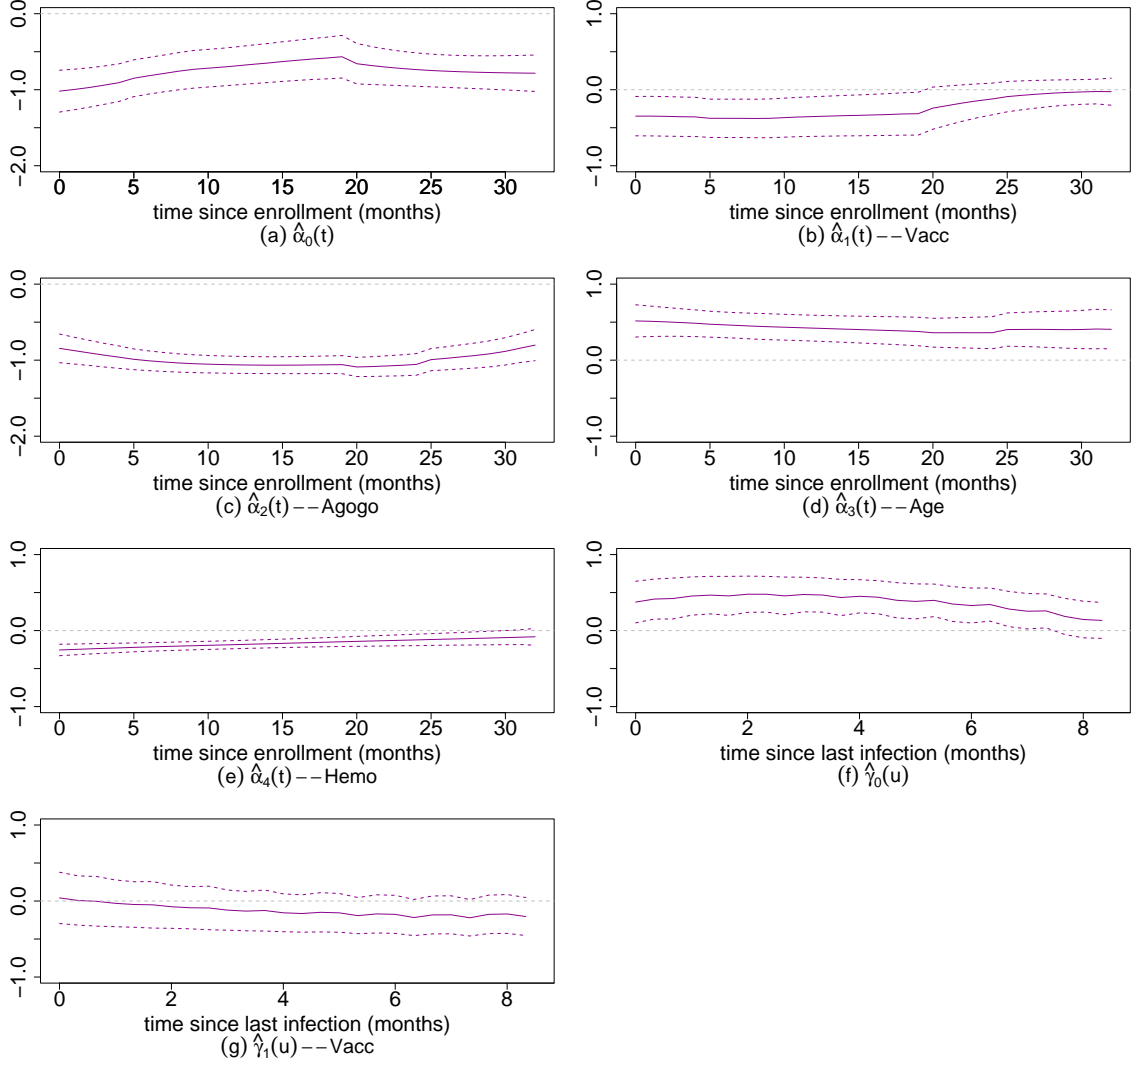 0.0
−1.0
−2.0
0 5 10 15 20 25 30
time since enrollment (months)
(a) α̂₀(t)
0.0
−1.0
0 5 10 15 20 25 30
time since enrollment (months)
(b) α̂₁(t) −−Vacc
0.0
−1.0
−2.0
0 5 10 15 20 25 30
time since enrollment (months)
(c) α̂₂(t) −−Agogo
1.0
0.0
−1.0
0 5 10 15 20 25 30
time since enrollment (months)
(d) α̂₃(t) −−Age
1.0
0.0
−1.0
0 5 10 15 20 25 30
time since enrollment (months)
(e) α̂₄(t) −−Hemo
1.0
0.0
−1.0
0 2 4 6 8
time since last infection (months)
(f) γ̂₀(u)
1.0
0.0
−1.0
0 2 4 6 8
time since last infection (months)
(g) γ̂₁(u) −−Vacc